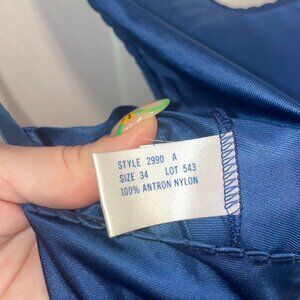 STYLE 2990 A
SIZE 34 LOT 543
100% ANTRON NYLON